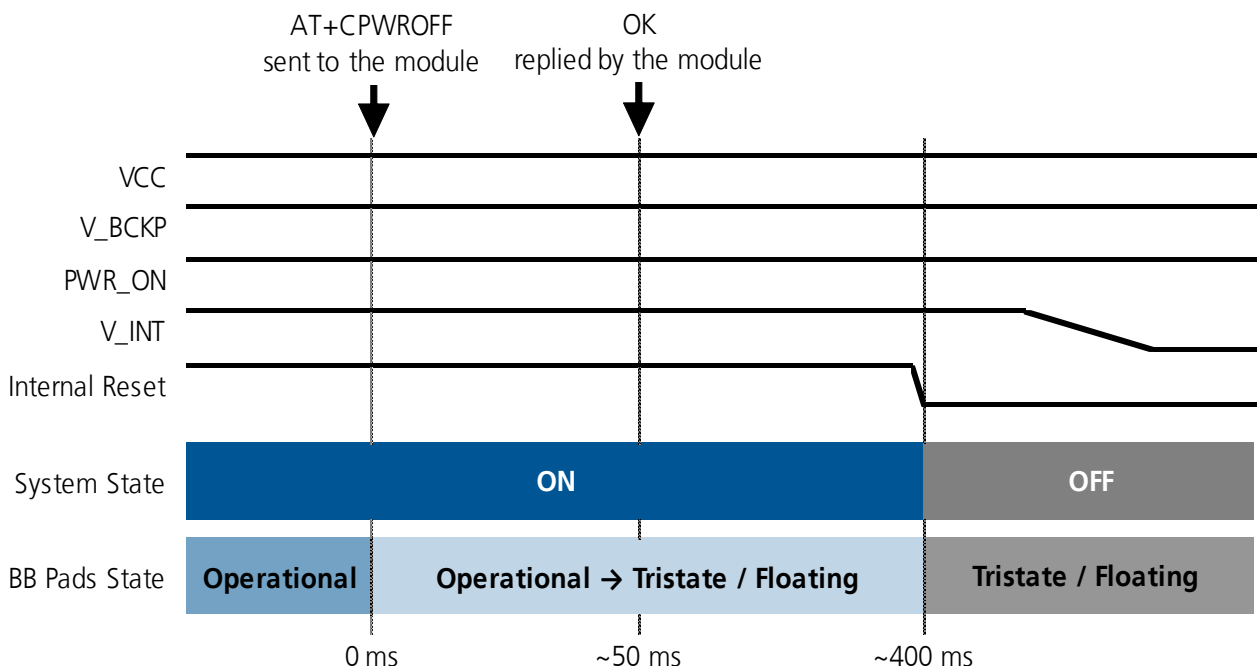 AT+CPWROFF
sent to the module
OK
replied by the module
VCC
V_BCKP
PWR_ON
V_INT
Internal Reset
System State
ON
OFF
BB Pads State
Operational
Operational → Tristate / Floating
Tristate / Floating
0 ms
~50 ms
~400 ms